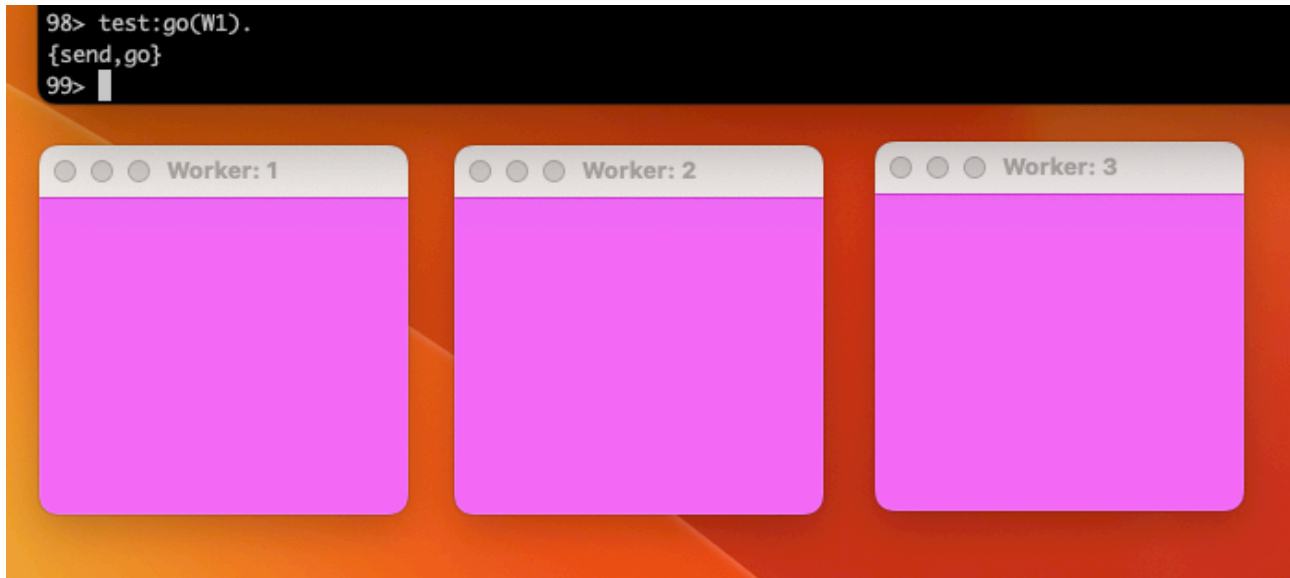 98> test:go(W1).
{send,go}
99>
Worker: 1
Worker: 2
Worker: 3